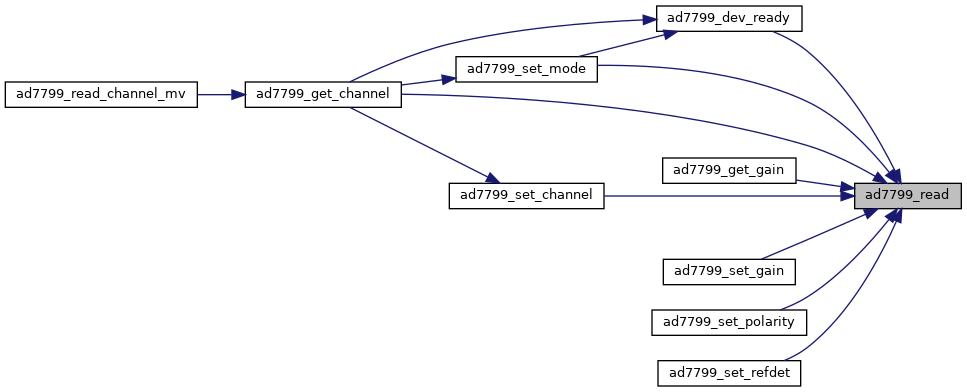 ad7799_dev_ready
ad7799_set_mode
ad7799_read_channel_mv
ad7799_get_channel
ad7799_get_gain
ad7799_set_channel
ad7799_read
ad7799_set_gain
ad7799_set_polarity
ad7799_set_refdet